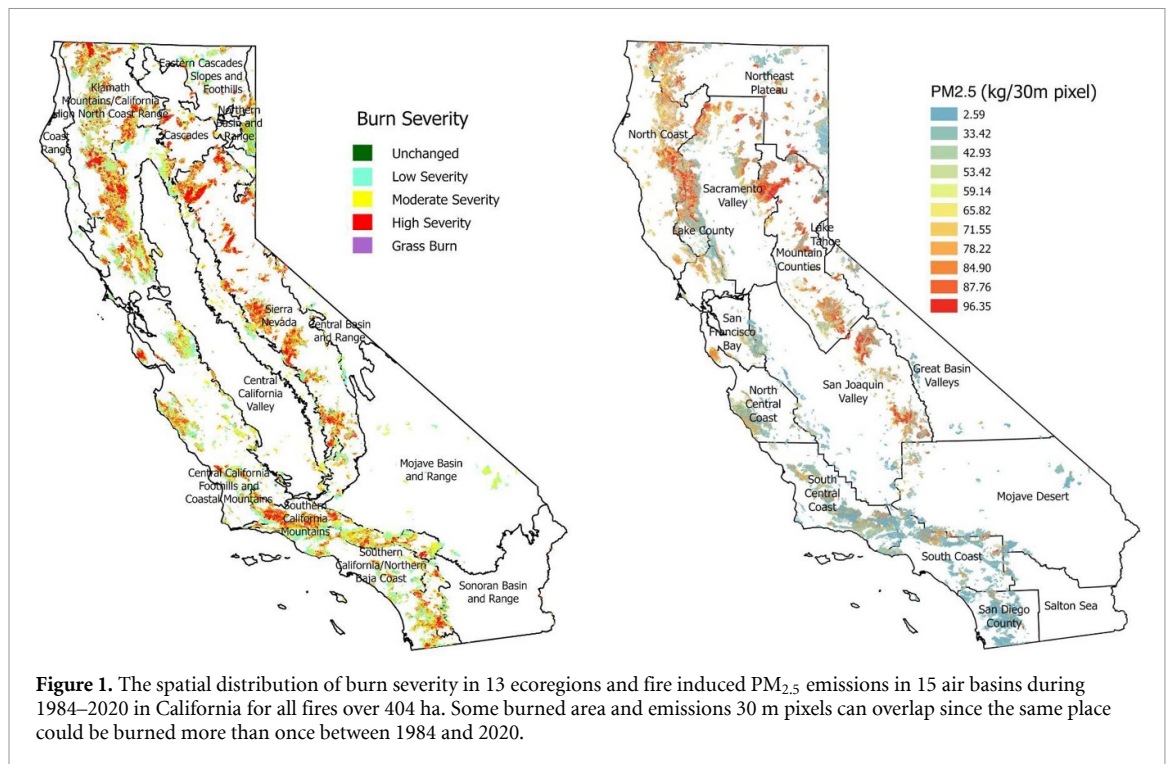 Eastern Cascades
Slopes and
Foothills
Klamath
Mountains/California
High North Coast Range
Northern
Basin and
Range
Coast
Range
Cascades
Sierra
Nevada
Central Basin
and Range
Central
California
Valley
Mojave Basin
and Range
Central California
Foothills and
Coastal Mountains
Southern
California
Mountains
Southern
California/Northern
Baja Coast
Sonoran Basin
and Range
Burn Severity
Unchanged
Low Severity
Moderate Severity
High Severity
Grass Burn
Northeast
Plateau
North Coast
Sacramento
Valley
Lake County
Lake
Tahoe
Mountain
Counties
San
Francisco
Bay
North
Central
Coast
San Joaquin
Valley
Great Basin
Valleys
South
Central
Coast
Mojave Desert
South Coast
San Diego
County
Salton Sea
PM2.5 (kg/30m pixel)
2.59
33.42
42.93
53.42
59.14
65.82
71.55
78.22
84.90
87.76
96.35
Figure 1. The spatial distribution of burn severity in 13 ecoregions and fire induced PM2.5 emissions in 15 air basins during
1984–2020 in California for all fires over 404 ha. Some burned area and emissions 30 m pixels can overlap since the same place
could be burned more than once between 1984 and 2020.